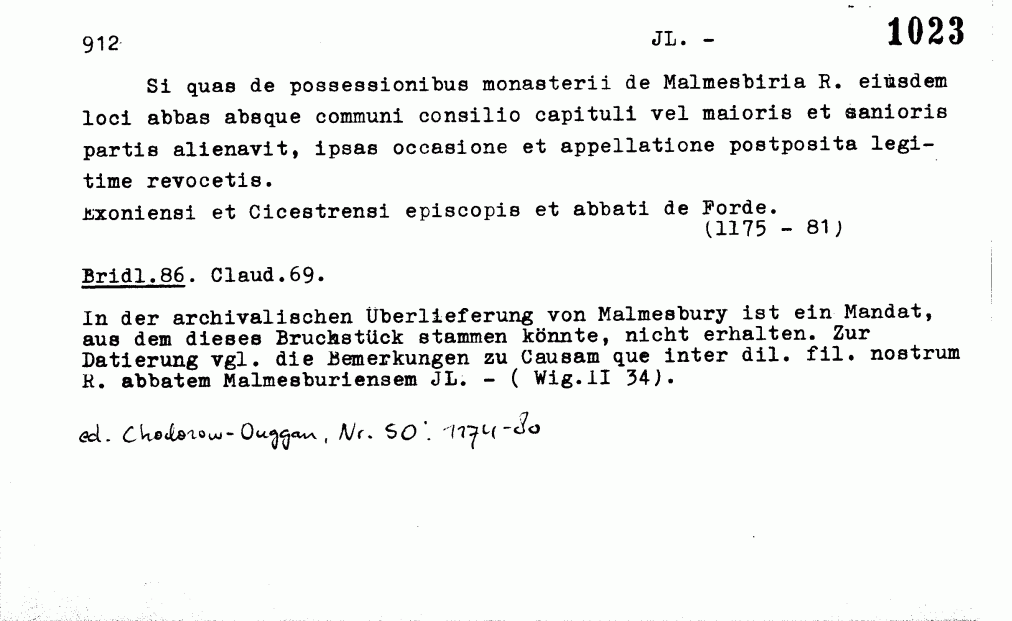 912 JL. - 1023
Si quas de possessionibus monasterii de Malmesbiria R. eiusdem
loci abbas absque communi consilio capituli vel maioris et sanioris
partis alienavit, ipsas occasione et appellatione postposita legi-
time revocetis.
Exoniensi et Cicestrensi episcopis et abbati de Forde.
(1175 - 81)
Bridl.86. Claud.69.
In der archivalischen Überlieferung von Malmesbury ist ein Mandat,
aus dem dieses Bruchstück stammen könnte, nicht erhalten. Zur
Datierung vgl. die Bemerkungen zu Causam que inter dil. fil. nostrum
R. abbatem Malmesburiensem JL. - ( Wig.II 34).
ed. Chodorow-Duggan, Nr. 50: 1174-80